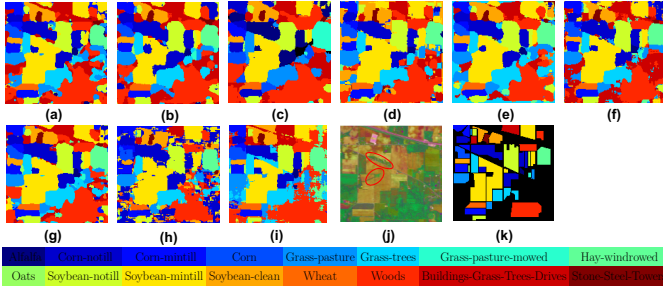 (a) (b) (c) (d) (e) (f)
(g) (h) (i) (j) (k)
Alfalfa Corn-notill Corn-mintill Corn Grass-pasture Grass-trees Grass-pasture-mowed Hay-windrowed
Oats Soybean-notill Soybean-mintill Soybean-clean Wheat Woods Buildings-Grass Trees-Drives Stone-Steel-Tower